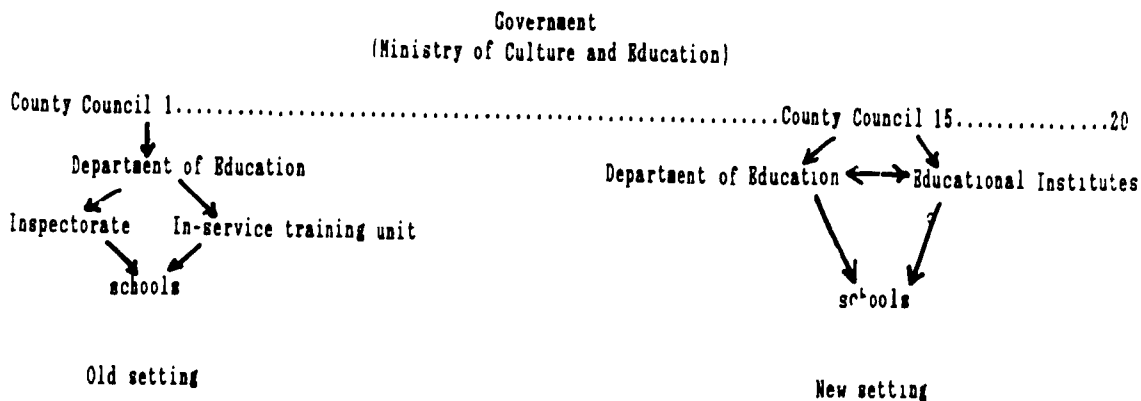 Government
(Ministry of Culture and Education)
County Council 1..............................................................County Council 15...............20
Department of Education
Department of Education Educational Institutes
Inspectorate In-service training unit
schools
schools
Old setting
New setting